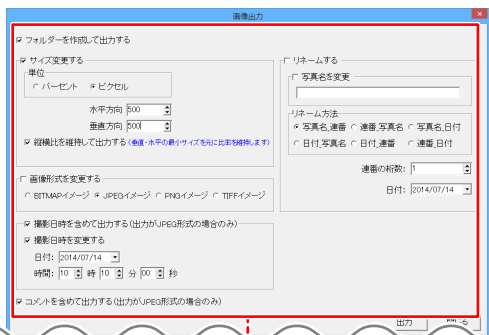 画像出力
フォルダーを作成して出力する
サイズ変更する
単位
パーセント ピクセル
水平方向 500
垂直方向 500
縦横比を維持して出力する(垂直・水平の最小サイズを元に比率を維持します)
画像形式を変更する
BITMAPイメージ JPEGイメージ PNGイメージ TIFFイメージ
撮影日時を含めて出力する(出力がJPEG形式の場合のみ)
撮影日時を変更する
日付: 2014/07/14
時間: 10 時 10 分 00 秒
コメントを含めて出力する(出力がJPEG形式の場合のみ)
リネームする
写真名を変更
リネーム方法
写真名_連番 連番_写真名 写真名_日付
日付_写真名 日付_連番 連番_日付
連番の桁数: 1
日付: 2014/07/14
出力